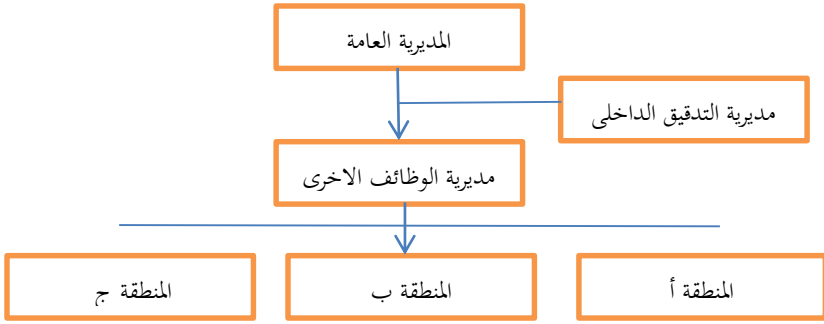 المديرية العامة
مديرية التدقيق الداخلى
مديرية الوظائف الاخرى
المنطقة أ
المنطقة ب
المنطقة ج